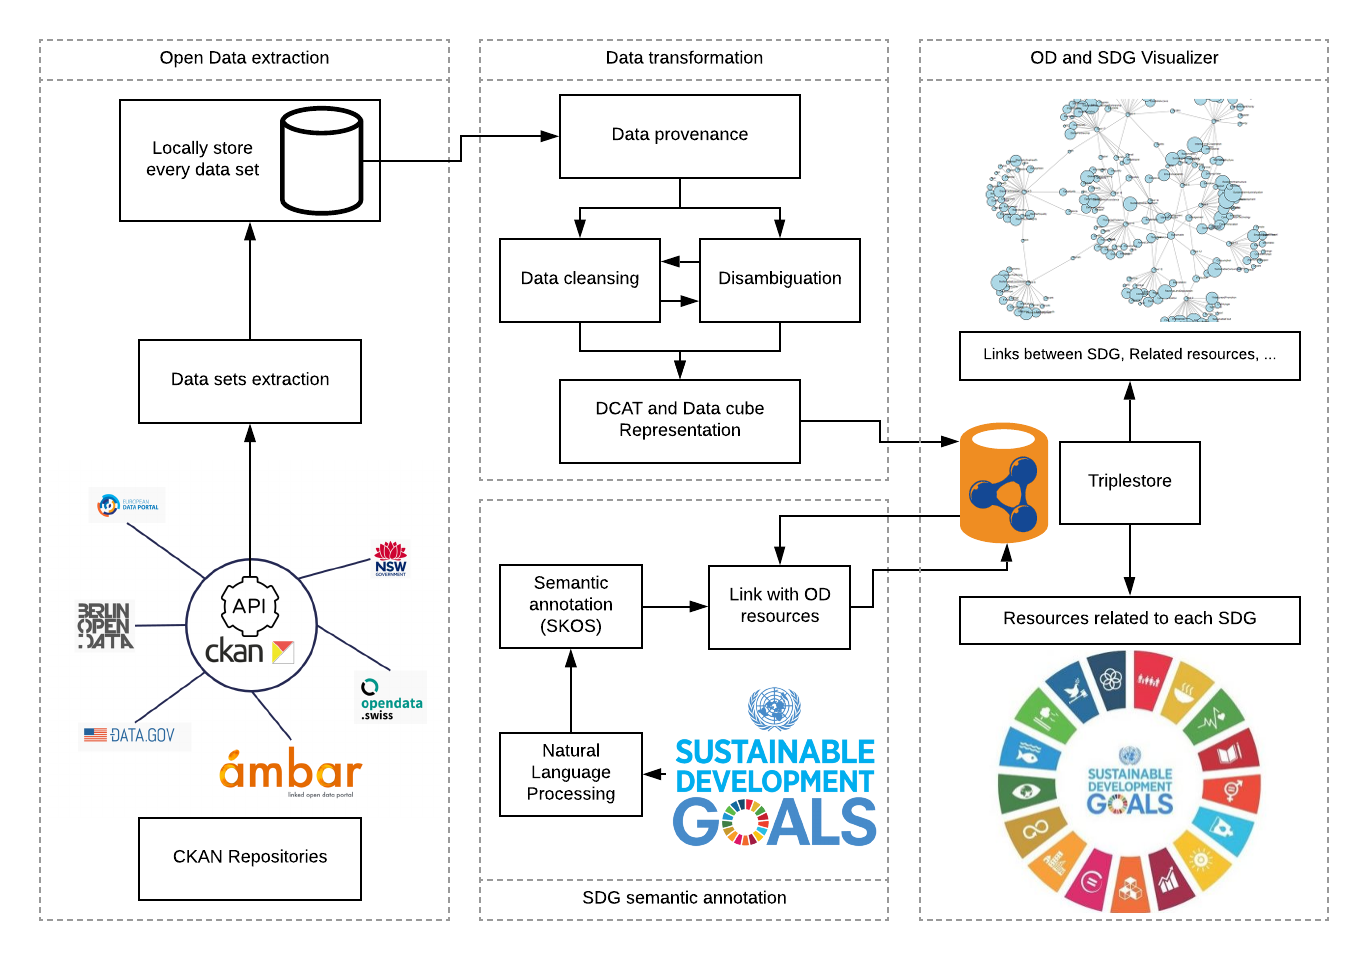 Open Data extraction
Locally store
every data set
Data sets extraction
EUROPEAN
DATA PORTAL
NSW
GOVERNMENT
API
ckan
BERLIN
OPEN
DATA
opendata
.swiss
DATA.GOV
ámbar
linked open data portal
CKAN Repositories
Data transformation
Data provenance
Data cleansing
Disambiguation
DCAT and Data cube
Representation
Semantic
annotation
(SKOS)
Link with OD
resources
Natural
Language
Processing
SUSTAINABLE
DEVELOPMENT
GOALS
SDG semantic annotation
OD and SDG Visualizer
Links between SDG, Related resources, ...
Triplestore
Resources related to each SDG
SUSTAINABLE
DEVELOPMENT
GOALS